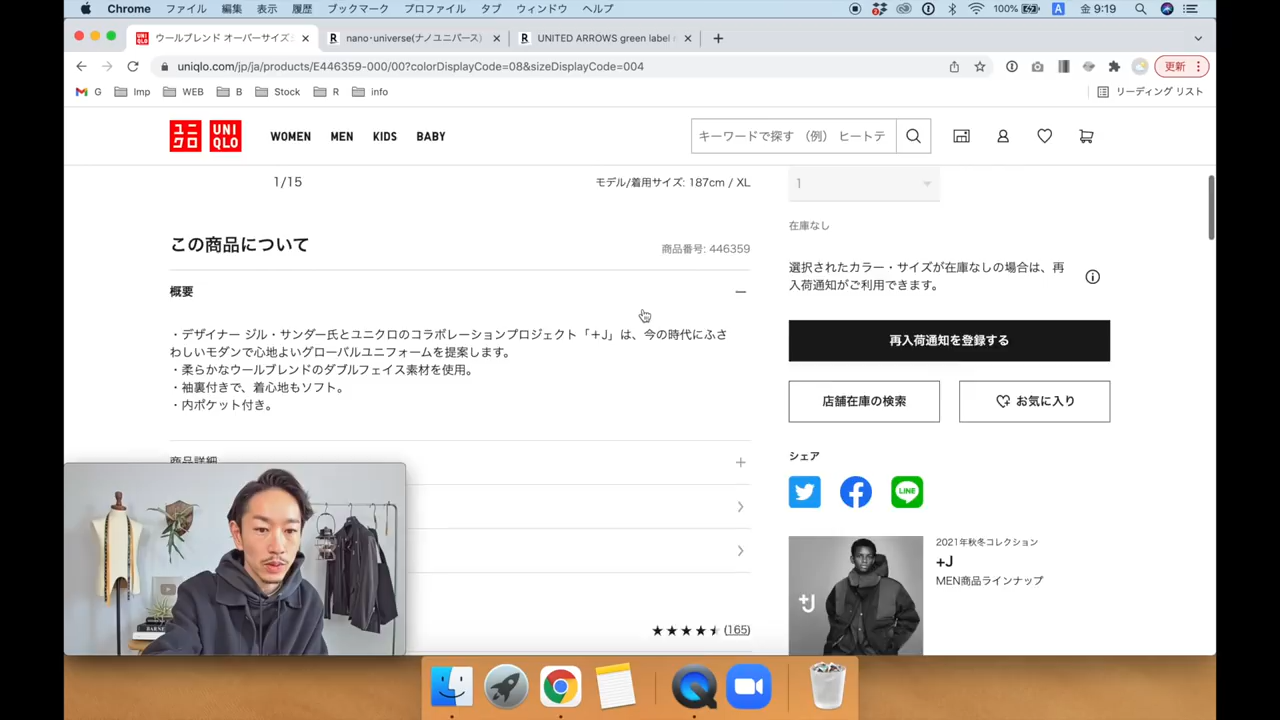 Chrome ファイル 編集 表示 履歴 ブックマーク プロファイル タブ ウィンドウ ヘルプ 100% A 金 9:19
ウールブレンド オーバーサイズ
nano・universe(ナノユニバース)
UNITED ARROWS green label r
uniqlo.com/jp/ja/products/E446359-000/00?colorDisplayCode=08&sizeDisplayCode=004
更新
G Imp WEB B Stock R info
リーディング リスト
ユニクロ
UNIQLO
WOMEN MEN KIDS BABY
キーワードで探す （例） ヒートテ
1/15
モデル/着用サイズ: 187cm / XL
この商品について
商品番号: 446359
概要
・デザイナー ジル・サンダー氏とユニクロのコラボレーションプロジェクト「＋J」は、今の時代にふさ
わしいモダンで心地よいグローバルユニフォームを提案します。
・柔らかなウールブレンドのダブルフェイス素材を使用。
・袖裏付きで、着心地もソフト。
・内ポケット付き。
商品詳細
(165)
1
在庫なし
選択されたカラー・サイズが在庫なしの場合は、再
入荷通知がご利用できます。
再入荷通知を登録する
店舗在庫の検索
お気に入り
シェア
LINE
+J
2021年秋冬コレクション
+J
MEN商品ラインナップ